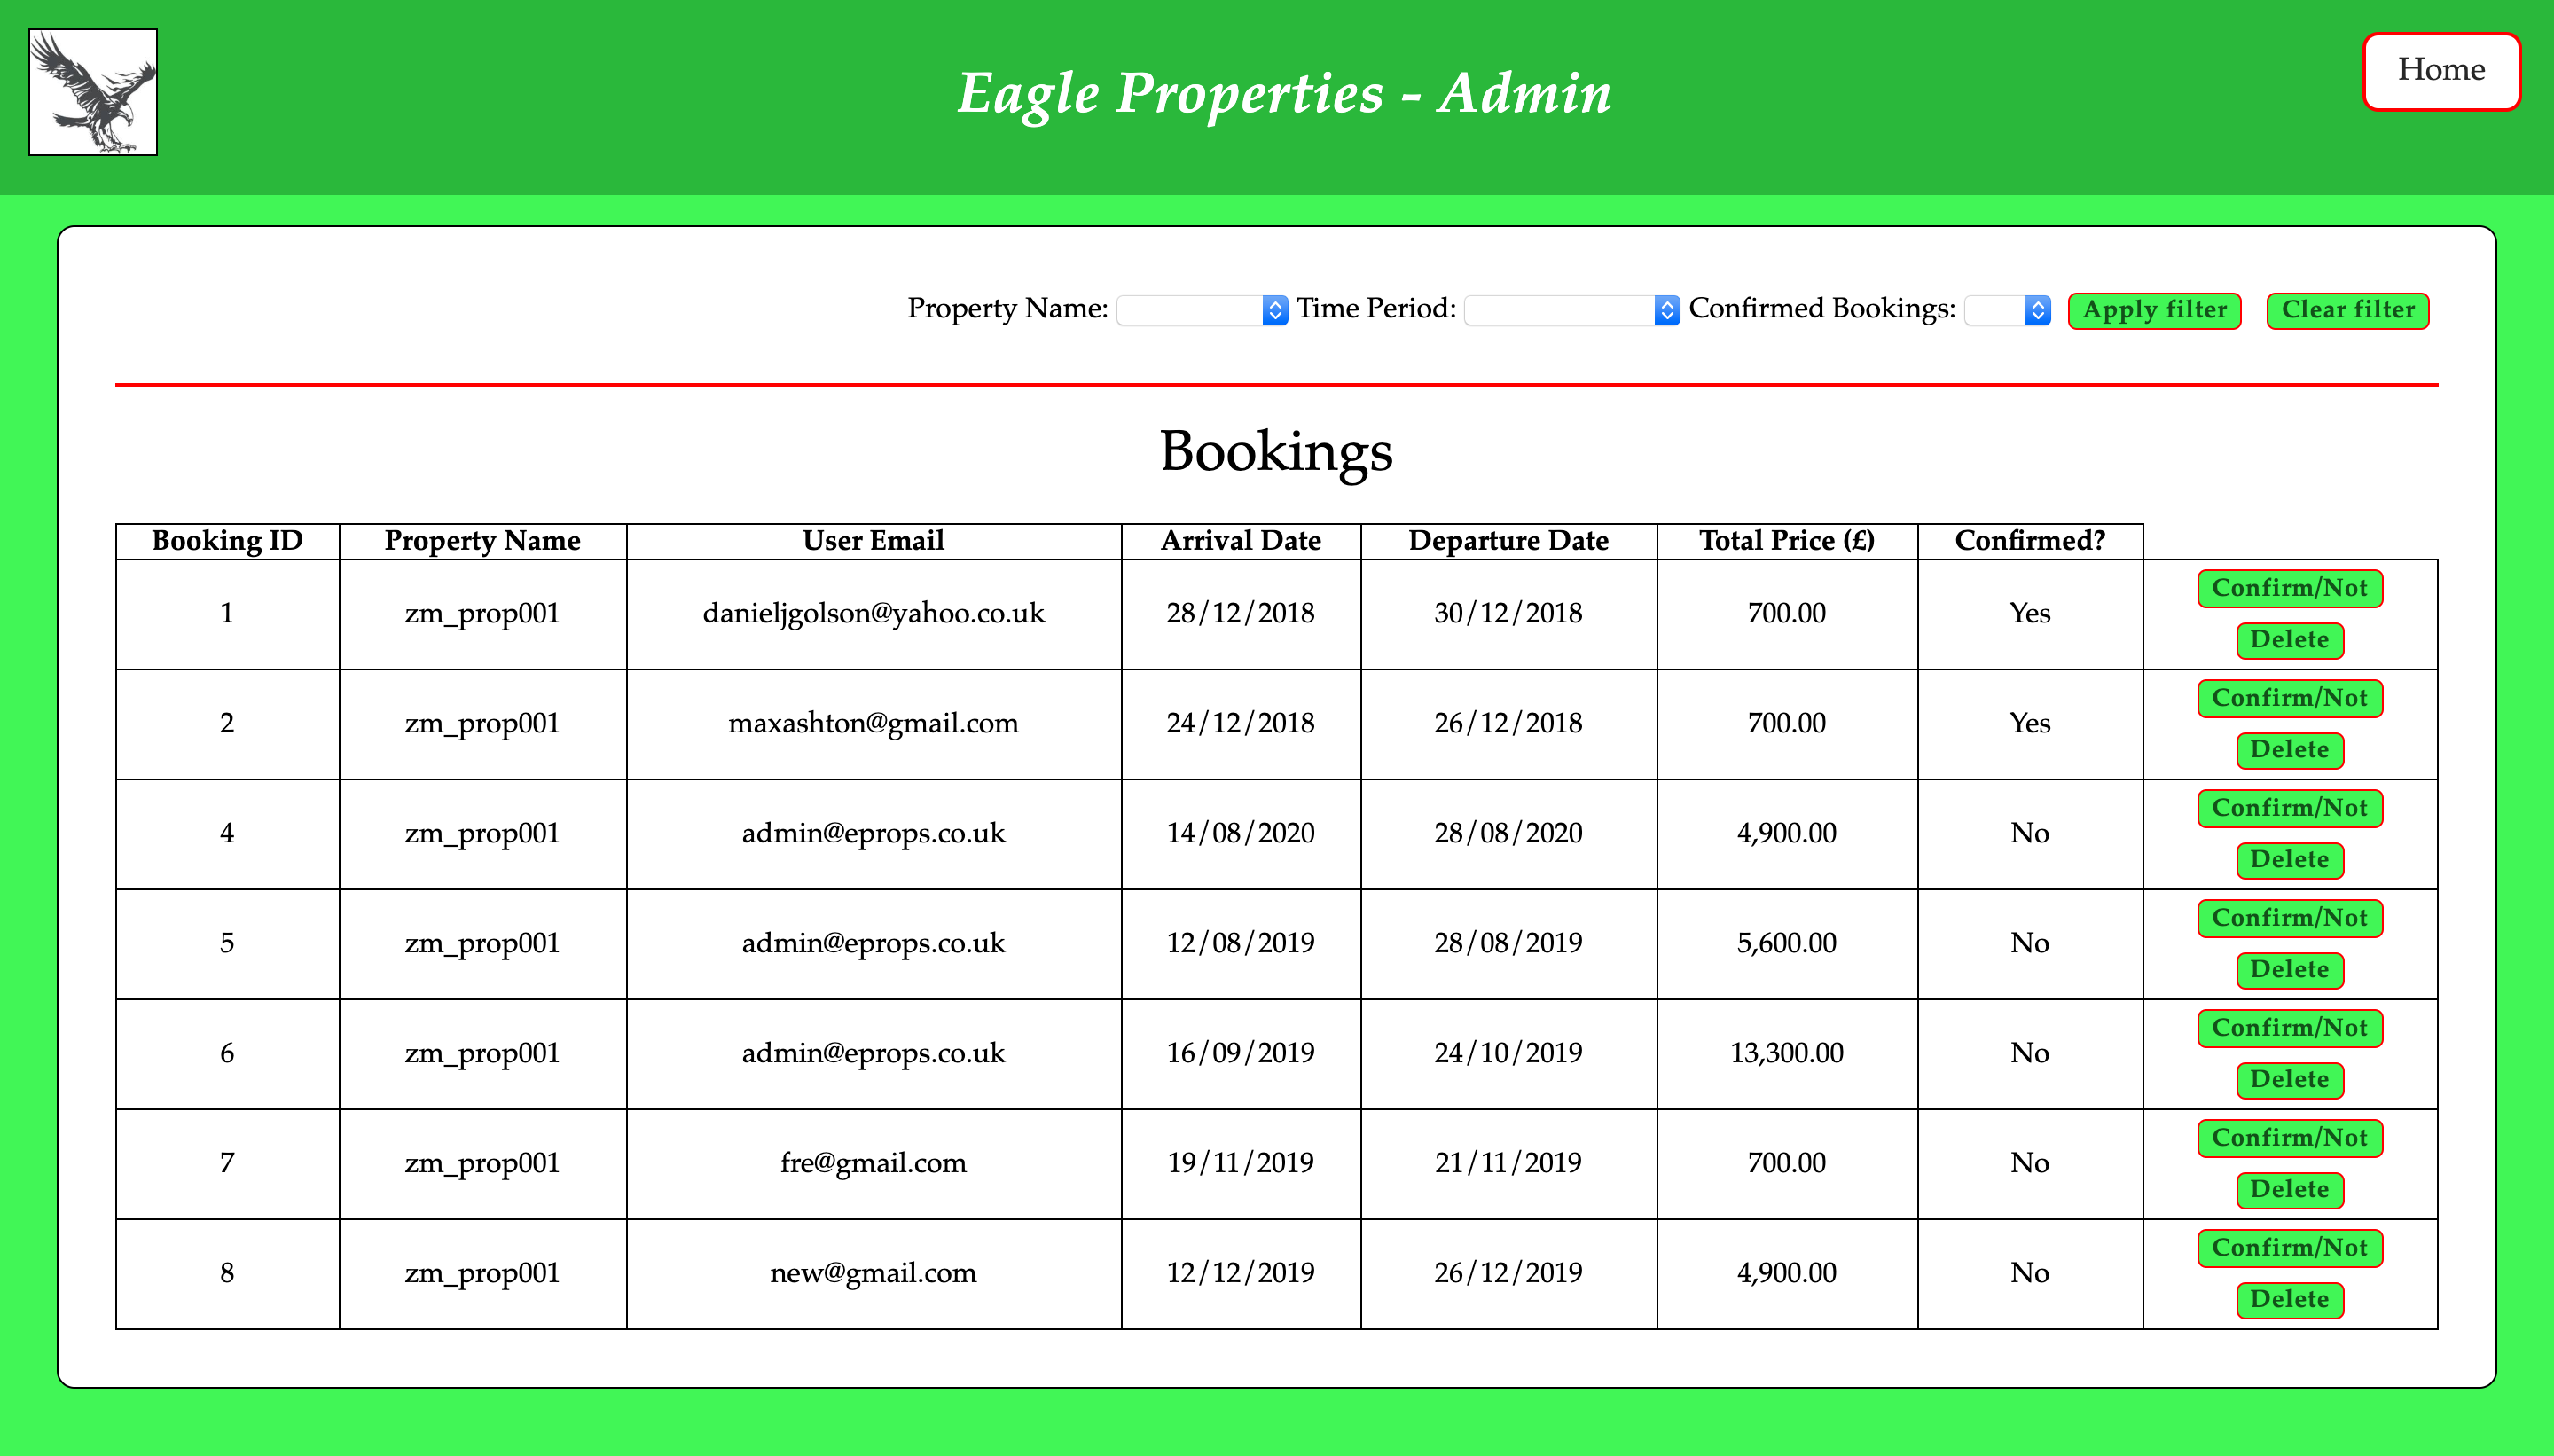 Eagle Properties - Admin
Home
Property Name: Time Period: Confirmed Bookings: Apply filter Clear filter
Bookings
Booking ID Property Name User Email Arrival Date Departure Date Total Price (£) Confirmed?
1 zm_prop001 danieljgolson@yahoo.co.uk 28/12/2018 30/12/2018 700.00 Yes Confirm/Not
Delete
2 zm_prop001 maxashton@gmail.com 24/12/2018 26/12/2018 700.00 Yes Confirm/Not
Delete
4 zm_prop001 admin@eprops.co.uk 14/08/2020 28/08/2020 4,900.00 No Confirm/Not
Delete
5 zm_prop001 admin@eprops.co.uk 12/08/2019 28/08/2019 5,600.00 No Confirm/Not
Delete
6 zm_prop001 admin@eprops.co.uk 16/09/2019 24/10/2019 13,300.00 No Confirm/Not
Delete
7 zm_prop001 fre@gmail.com 19/11/2019 21/11/2019 700.00 No Confirm/Not
Delete
8 zm_prop001 new@gmail.com 12/12/2019 26/12/2019 4,900.00 No Confirm/Not
Delete